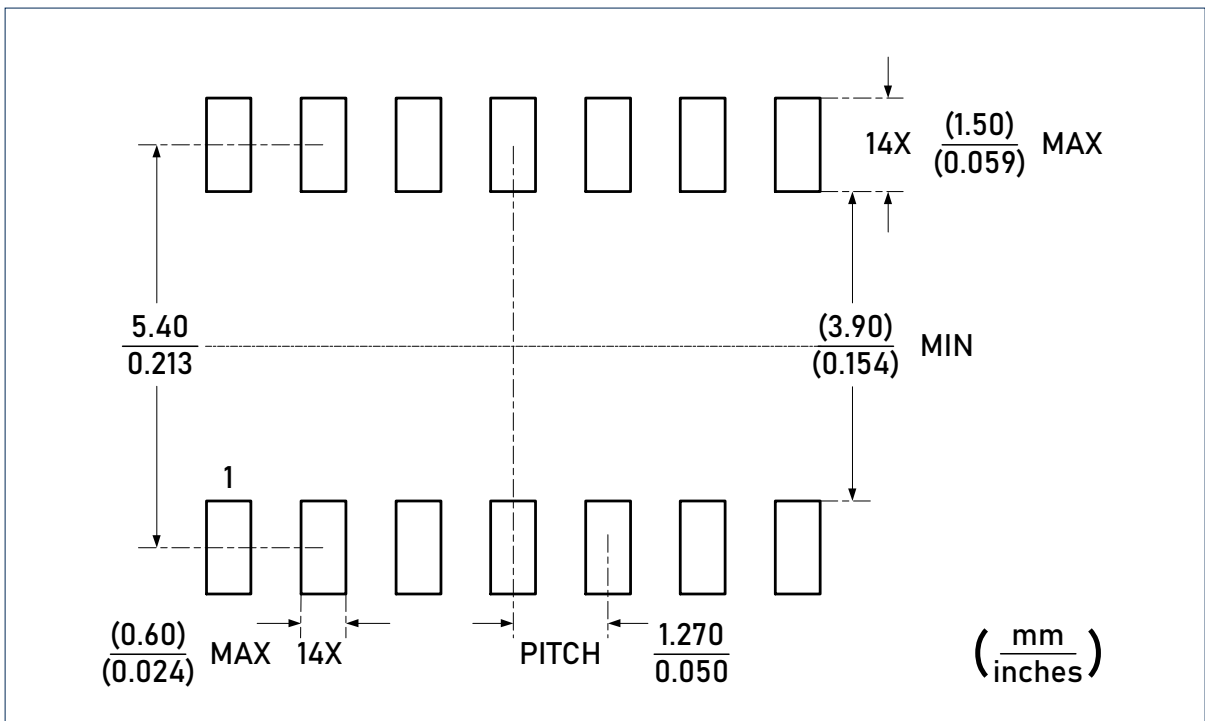 (1.50)
14X MAX
(0.059)
5.40
0.213
(3.90)
MIN
(0.154)
1
(0.60)
MAX 14X
(0.024)
PITCH
1.270
0.050
mm
inches